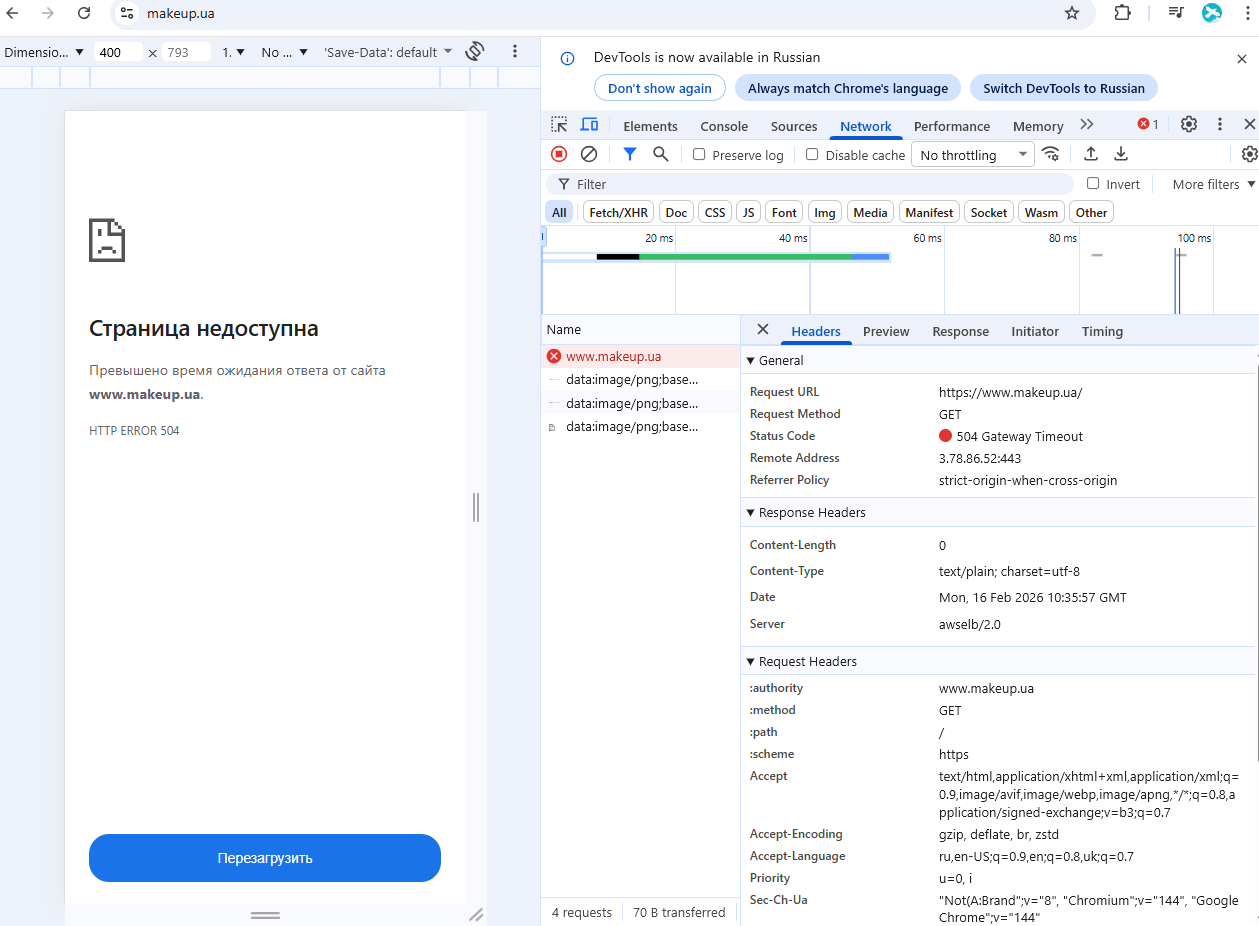 makeup.ua
Dimensio... ▼ 400 × 793 1. ▼ No ... ▼ 'Save-Data': default ▼
DevTools is now available in Russian
Don't show again Always match Chrome's language Switch DevTools to Russian
Elements Console Sources Network Performance Memory 1
Preserve log Disable cache No throttling
Filter Invert More filters ▼
All Fetch/XHR Doc CSS JS Font Img Media Manifest Socket Wasm Other
20 ms 40 ms 60 ms 80 ms 100 ms
Страница недоступна
Превышено время ожидания ответа от сайта
www.makeup.ua.
HTTP ERROR 504
Перезагрузить
Name
www.makeup.ua
data:image/png;base...
data:image/png;base...
data:image/png;base...
4 requests 70 B transferred
Headers Preview Response Initiator Timing
▼ General
Request URL https://www.makeup.ua/
Request Method GET
Status Code 504 Gateway Timeout
Remote Address 3.78.86.52:443
Referrer Policy strict-origin-when-cross-origin
▼ Response Headers
Content-Length 0
Content-Type text/plain; charset=utf-8
Date Mon, 16 Feb 2026 10:35:57 GMT
Server awselb/2.0
▼ Request Headers
:authority www.makeup.ua
:method GET
:path /
:scheme https
Accept text/html,application/xhtml+xml,application/xml;q=
0.9,image/avif,image/webp,image/apng,*/*;q=0.8,a
pplication/signed-exchange;v=b3;q=0.7
Accept-Encoding gzip, deflate, br, zstd
Accept-Language ru,en-US;q=0.9,en;q=0.8,uk;q=0.7
Priority u=0, i
Sec-Ch-Ua "Not(A:Brand";v="8", "Chromium";v="144", "Google
Chrome";v="144"